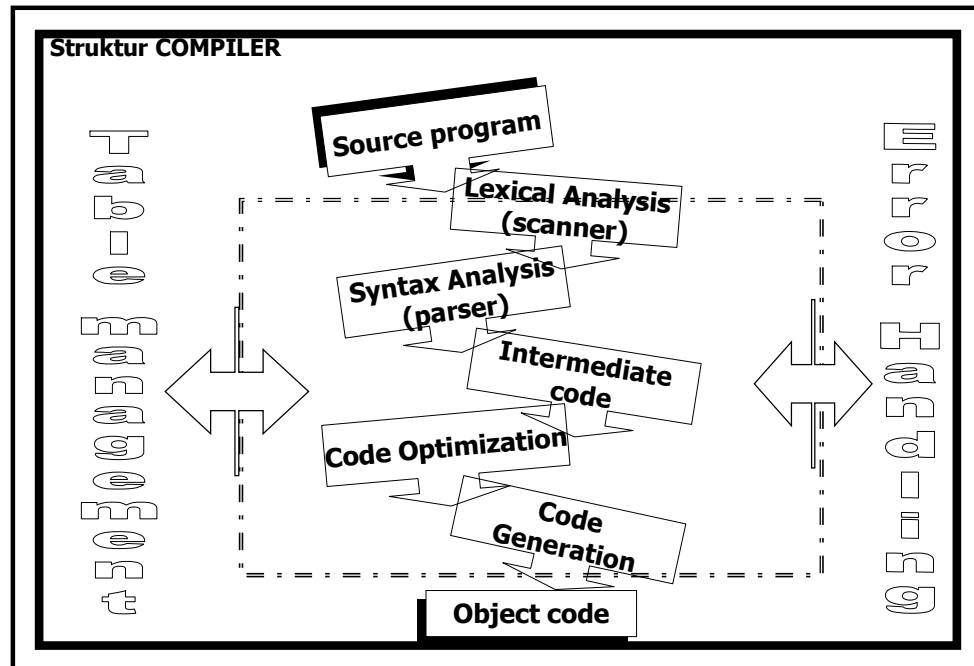 Struktur COMPILER
Source program
Lexical Analysis
(scanner)
Syntax Analysis
(parser)
Intermediate
code
Code Optimization
Code
Generation
Object code
Table management
Error Handling